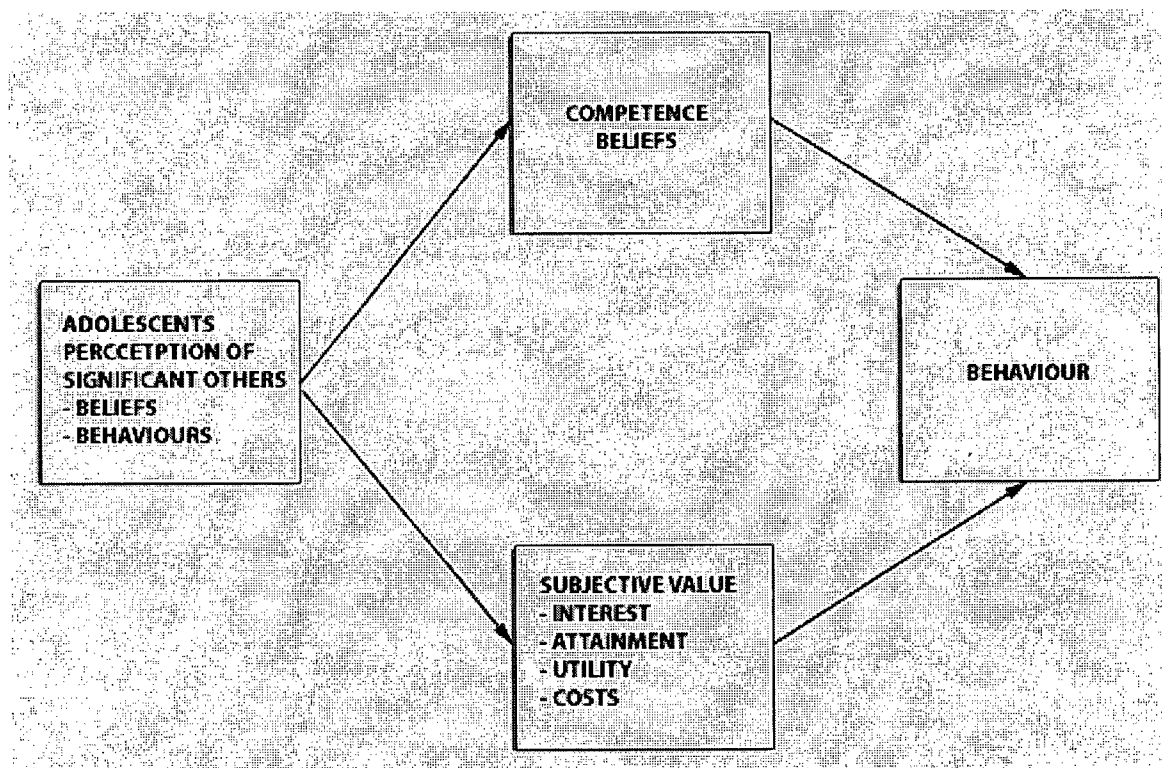 COMPETENCE
BELIEFS
ADOLESCENTS
PERCCETPTION OF
SIGNIFICANT OTHERS
- BELIEFS
- BEHAVIOURS
BEHAVIOUR
SUBJECTIVE VALUE
- INTEREST
- ATTAINMENT
- UTILITY
- COSTS